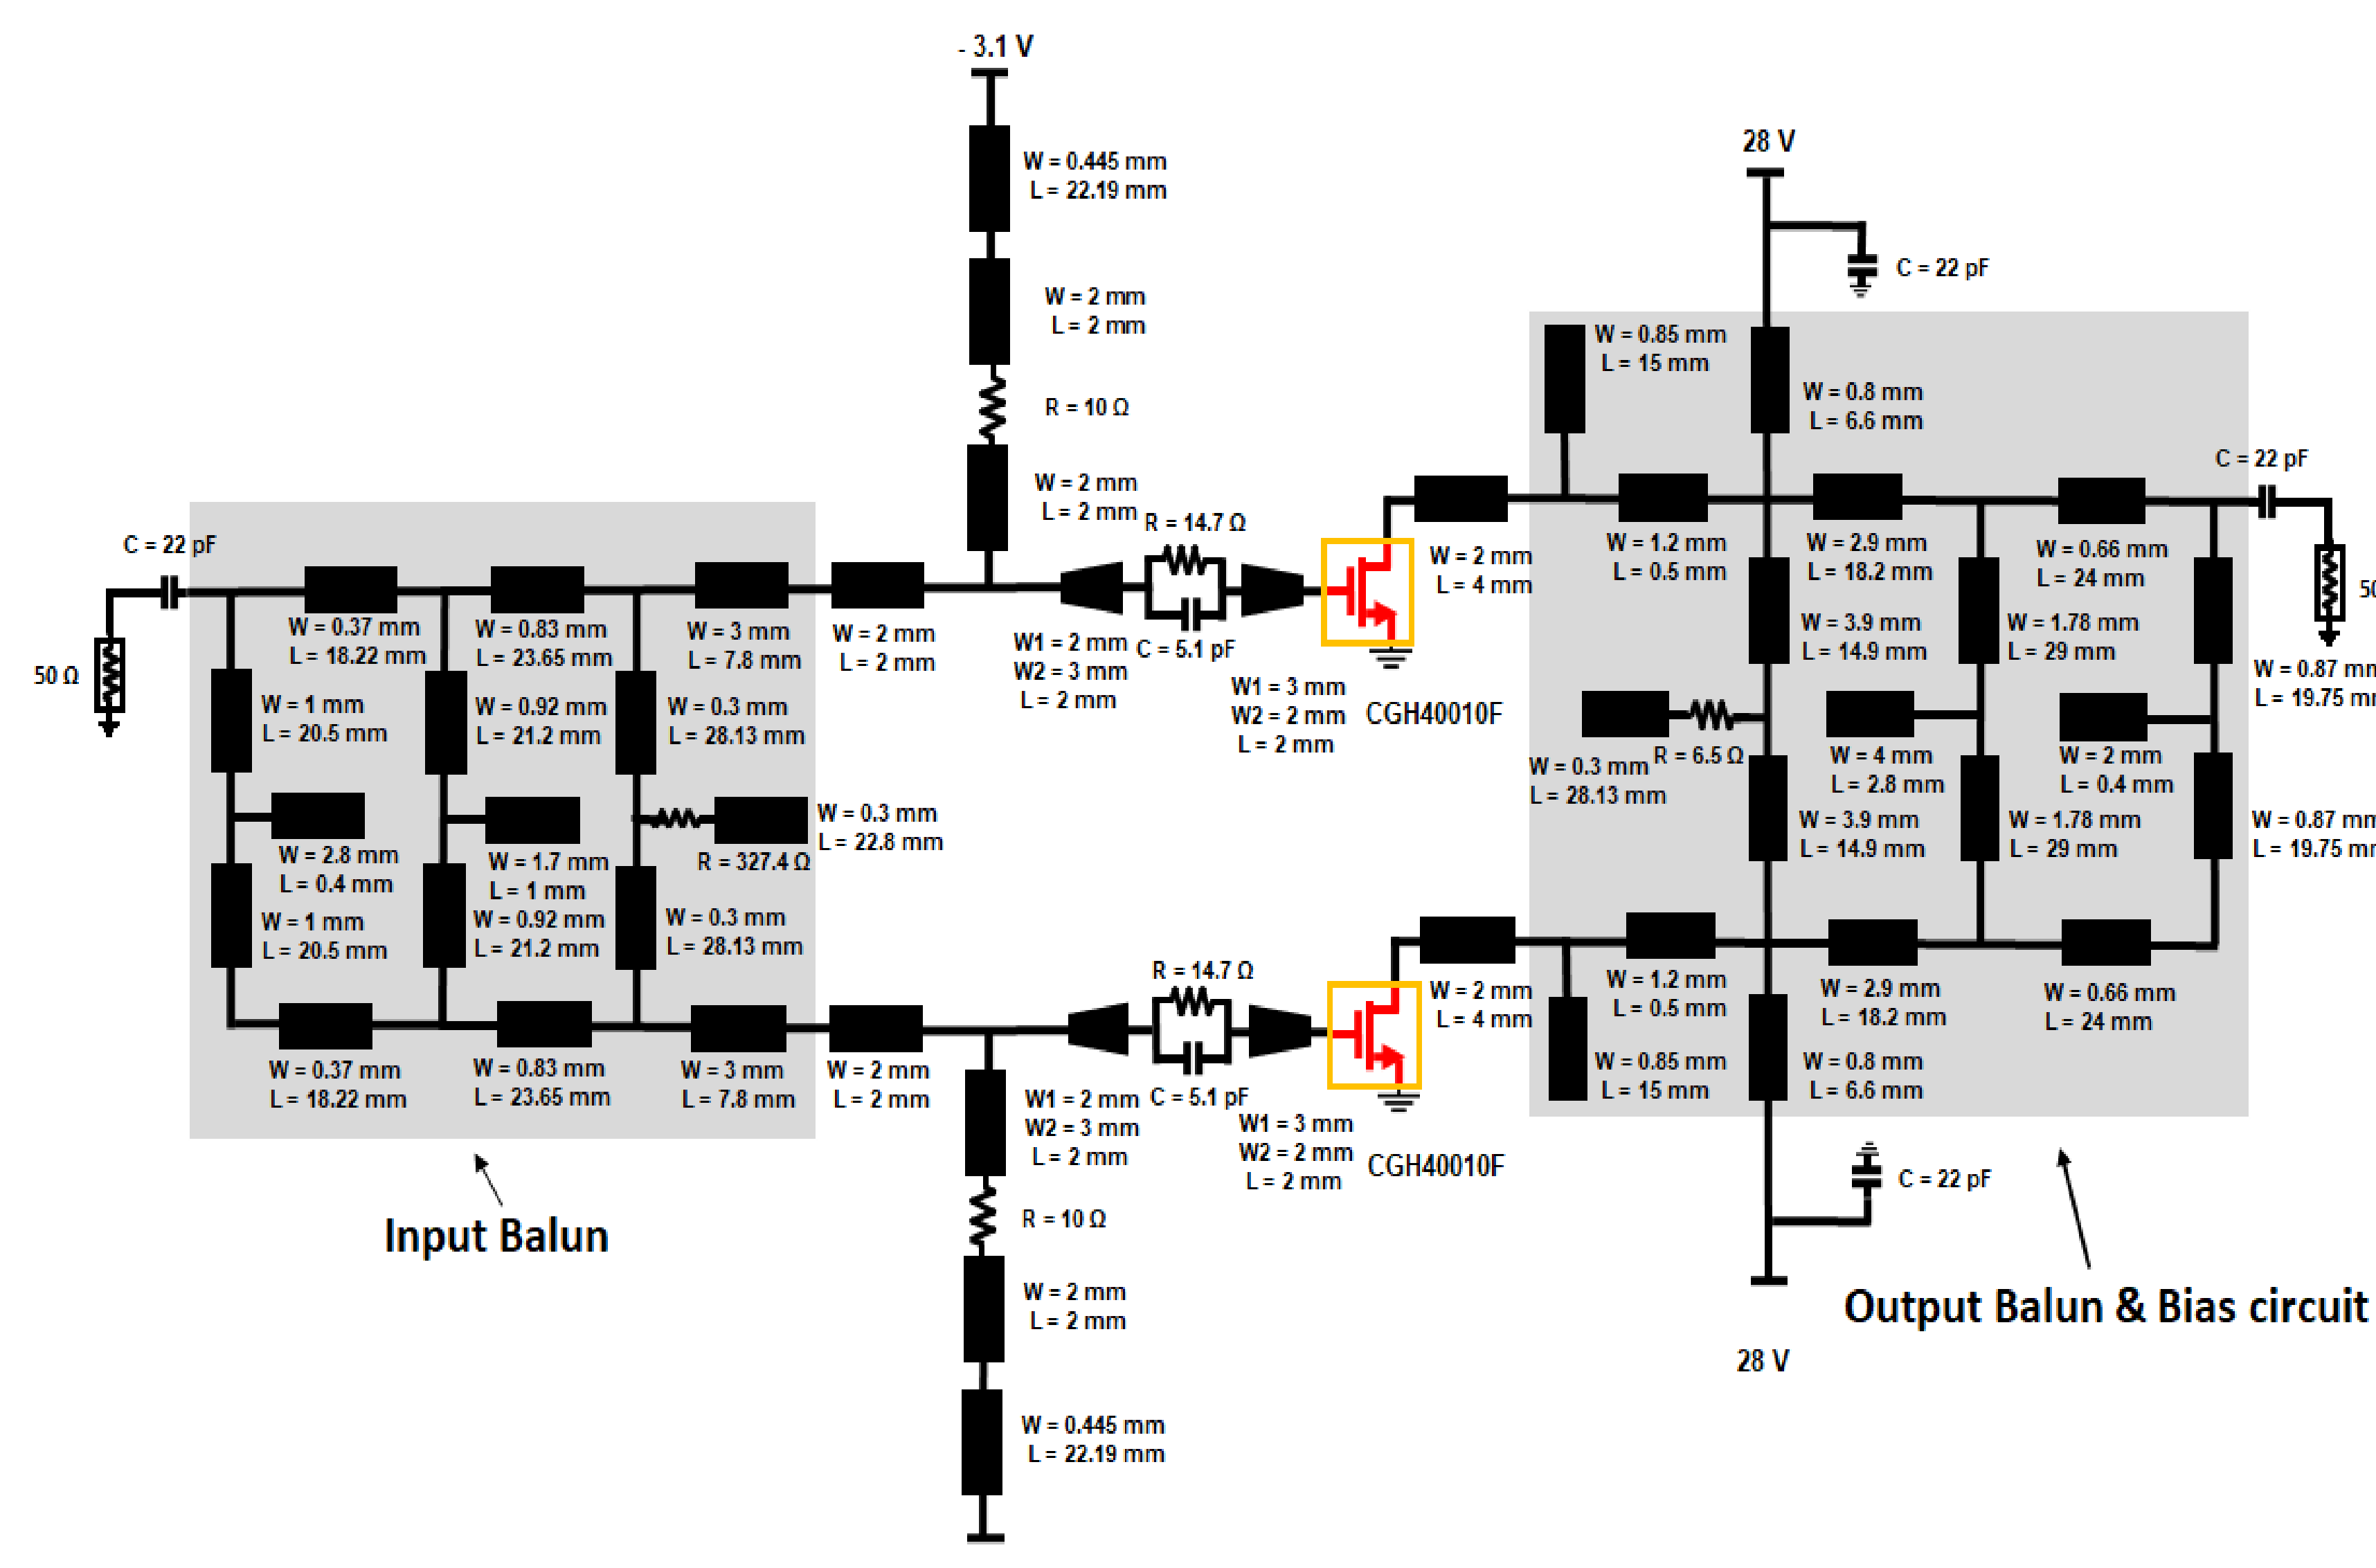 - 3.1 V
W = 0.445 mm
L = 22.19 mm
W = 2 mm
L = 2 mm
R = 10 Ω
W = 2 mm
L = 2 mm
28 V
C = 22 pF
W = 0.85 mm
L = 15 mm
W = 0.8 mm
L = 6.6 mm
C = 22 pF
50 Ω
W = 0.37 mm
L = 18.22 mm
W = 0.83 mm
L = 23.65 mm
W = 3 mm
L = 7.8 mm
W = 2 mm
L = 2 mm
W1 = 2 mm
W2 = 3 mm
L = 2 mm
R = 14.7 Ω
C = 5.1 pF
W1 = 3 mm
W2 = 2 mm
L = 2 mm
CGH40010F
W = 2 mm
L = 4 mm
W = 1.2 mm
L = 0.5 mm
W = 2.9 mm
L = 18.2 mm
W = 0.66 mm
L = 24 mm
C = 22 pF
50
W = 1 mm
L = 20.5 mm
W = 0.92 mm
L = 21.2 mm
W = 0.3 mm
L = 28.13 mm
W = 3.9 mm
L = 14.9 mm
W = 1.78 mm
L = 29 mm
W = 0.87 mm
L = 19.75 mm
W = 2.8 mm
L = 0.4 mm
W = 1.7 mm
L = 1 mm
R = 327.4 Ω
W = 0.3 mm
L = 22.8 mm
W = 0.3 mm
L = 28.13 mm
R = 6.5 Ω
W = 4 mm
L = 2.8 mm
W = 2 mm
L = 0.4 mm
W = 1 mm
L = 20.5 mm
W = 0.92 mm
L = 21.2 mm
W = 0.3 mm
L = 28.13 mm
W = 3.9 mm
L = 14.9 mm
W = 1.78 mm
L = 29 mm
W = 0.87 mm
L = 19.75 mm
W = 0.37 mm
L = 18.22 mm
W = 0.83 mm
L = 23.65 mm
W = 3 mm
L = 7.8 mm
W = 2 mm
L = 2 mm
W1 = 2 mm
W2 = 3 mm
L = 2 mm
R = 14.7 Ω
C = 5.1 pF
W1 = 3 mm
W2 = 2 mm
L = 2 mm
CGH40010F
W = 2 mm
L = 4 mm
W = 1.2 mm
L = 0.5 mm
W = 2.9 mm
L = 18.2 mm
W = 0.66 mm
L = 24 mm
W = 0.85 mm
L = 15 mm
W = 0.8 mm
L = 6.6 mm
C = 22 pF
28 V
R = 10 Ω
W = 2 mm
L = 2 mm
W = 0.445 mm
L = 22.19 mm
Input Balun
Output Balun & Bias circuit